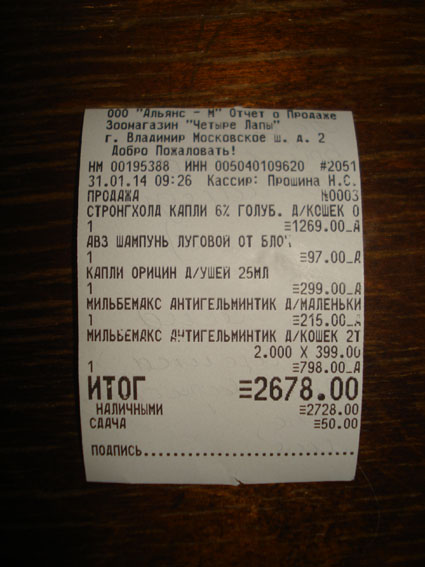 ООО "Альянс - М" Отчет о Продаже
Зоомагазин "Четыре Лапы"
г. Владимир Московское ш. д. 2
Добро Пожаловать!
НМ 00195388 ИНН 005040109620 #2051
31.01.14 09:26 Кассир: Прошина Н.С.
ПРОДАЖА №0003
СТРОНГХОЛД КАПЛИ 6% ГОЛУБ. Д/КОШЕК 0
1 ≡1269.00_А
АВЗ ШАМПУНЬ ЛУГОВОЙ ОТ БЛОХ
1 ≡97.00_А
КАПЛИ ОРИЦИН Д/УШЕЙ 25МЛ
1 ≡299.00_А
МИЛЬБЕМАКС АНТИГЕЛЬМИНТИК Д/МАЛЕНЬКИ
1 ≡215.00_А
МИЛЬБЕМАКС АНТИГЕЛЬМИНТИК Д/КОШЕК 2Т
2.000 X 399.00
1 ≡798.00_А
ИТОГ ≡2678.00
НАЛИЧНЫМИ ≡2728.00
СДАЧА ≡50.00
ПОДПИСЬ..............................